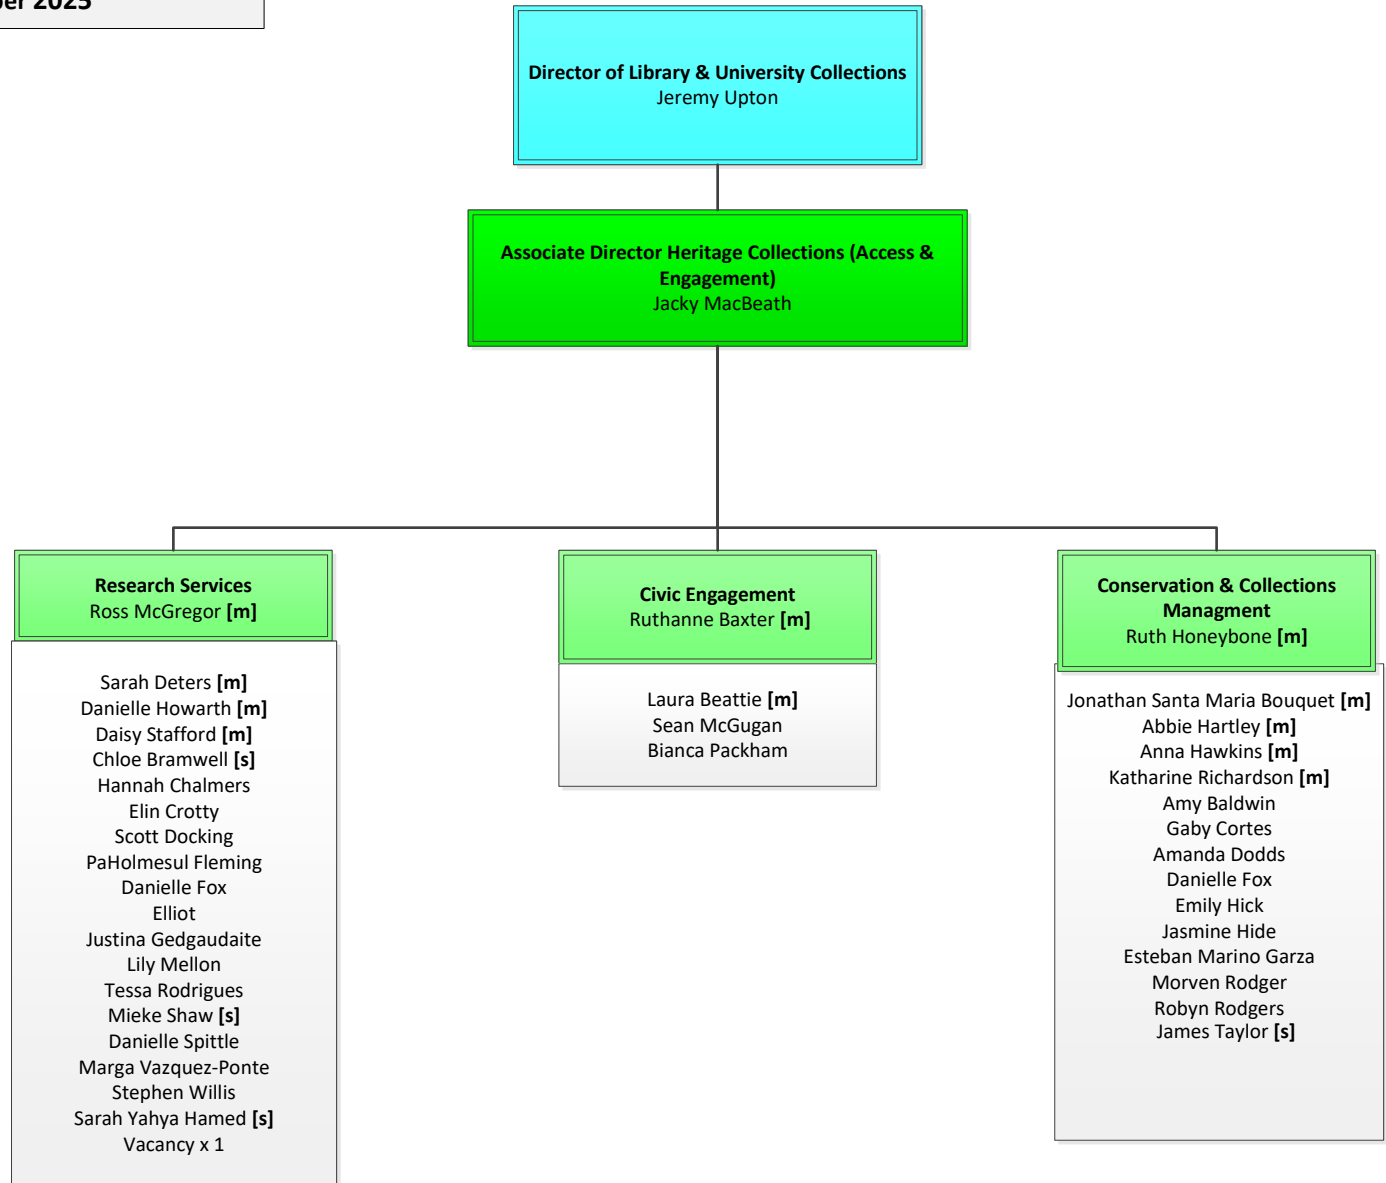 2025
Director of Library & University Collections
Jeremy Upton
Associate Director Heritage Collections (Access &
Engagement)
Jacky MacBeath
Research Services
Ross McGregor [m]
Sarah Deters [m]
Danielle Howarth [m]
Daisy Stafford [m]
Chloe Bramwell [s]
Hannah Chalmers
Elin Crotty
Scott Docking
PaHolmesul Fleming
Danielle Fox
Elliot
Justina Gedgaudaite
Lily Mellon
Tessa Rodrigues
Mieke Shaw [s]
Danielle Spittle
Marga Vazquez-Ponte
Stephen Willis
Sarah Yahya Hamed [s]
Vacancy x 1
Civic Engagement
Ruthanne Baxter [m]
Laura Beattie [m]
Sean McGugan
Bianca Packham
Conservation & Collections
Managment
Ruth Honeybone [m]
Jonathan Santa Maria Bouquet [m]
Abbie Hartley [m]
Anna Hawkins [m]
Katharine Richardson [m]
Amy Baldwin
Gaby Cortes
Amanda Dodds
Danielle Fox
Emily Hick
Jasmine Hide
Esteban Marino Garza
Morven Rodger
Robyn Rodgers
James Taylor [s]